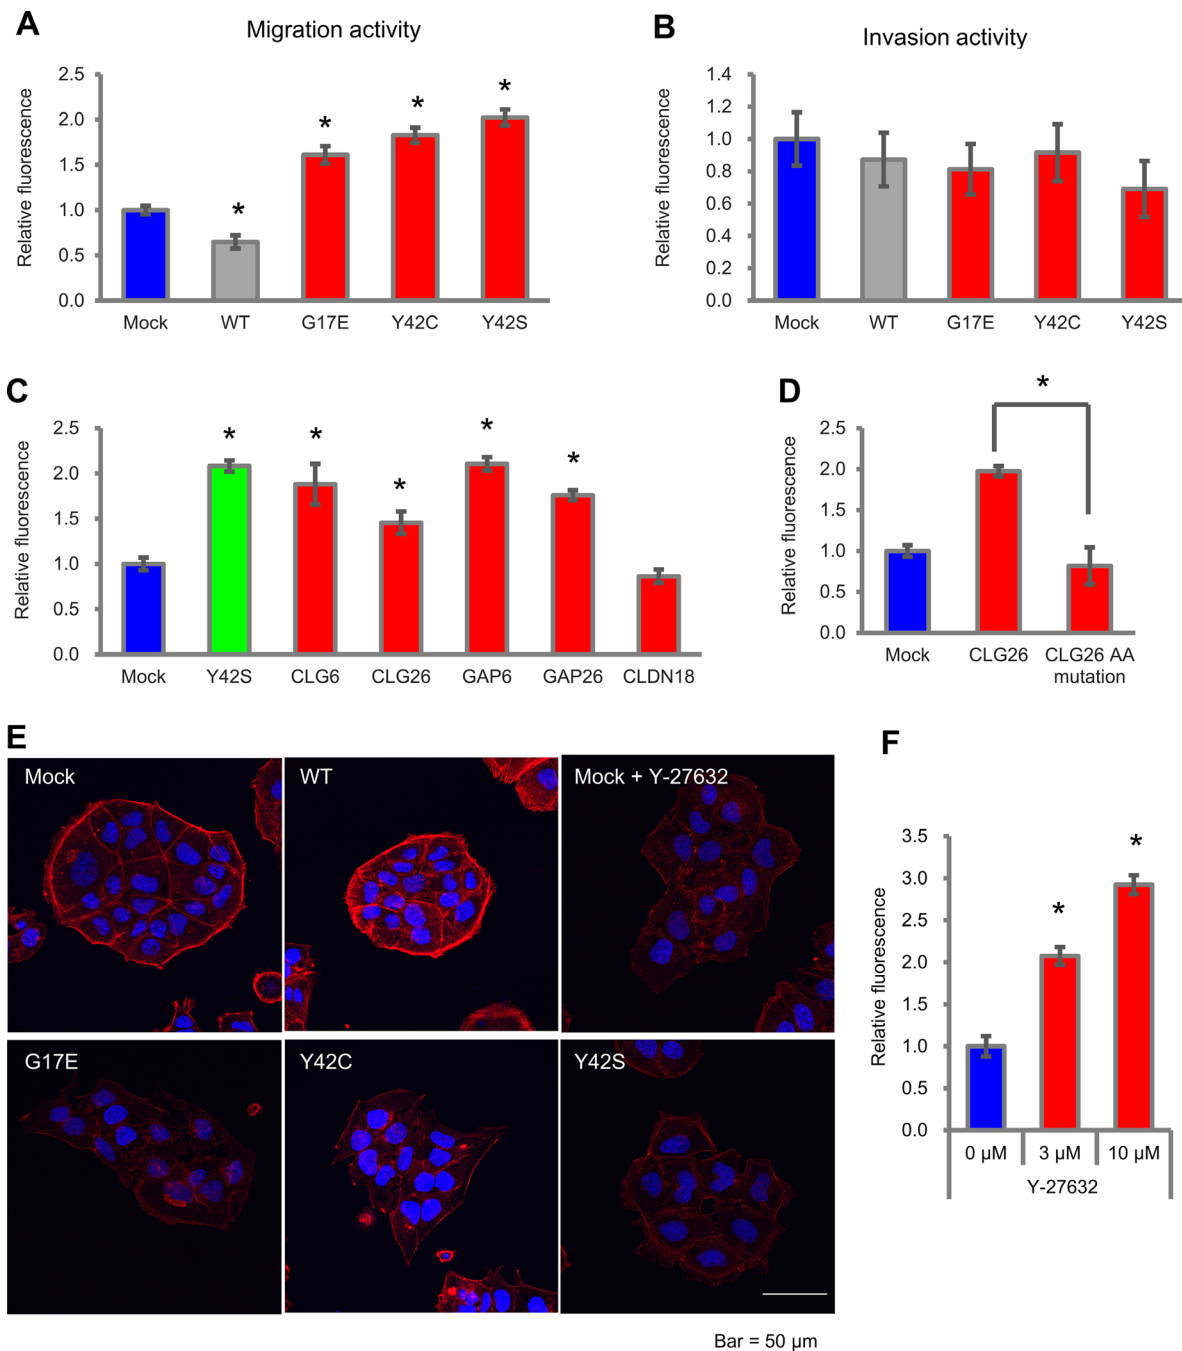 A
Migration activity
Relative fluorescence
2.5
2.0
1.5
1.0
0.5
0.0
* * * *
Mock WT G17E Y42C Y42S
B
Invasion activity
Relative fluorescence
1.4
1.2
1.0
0.8
0.6
0.4
0.2
0.0
Mock WT G17E Y42C Y42S
C
Relative fluorescence
2.5
2.0
1.5
1.0
0.5
0.0
* * * * *
Mock Y42S CLG6 CLG26 GAP6 GAP26 CLDN18
D
Relative fluorescence
2.5
2.0
1.5
1.0
0.5
0.0
*
Mock CLG26 CLG26 AA
mutation
E
Mock WT Mock + Y-27632
G17E Y42C Y42S
Bar = 50 µm
F
Relative fluorescence
3.5
3.0
2.5
2.0
1.5
1.0
0.5
0.0
* *
0 µM 3 µM 10 µM
Y-27632